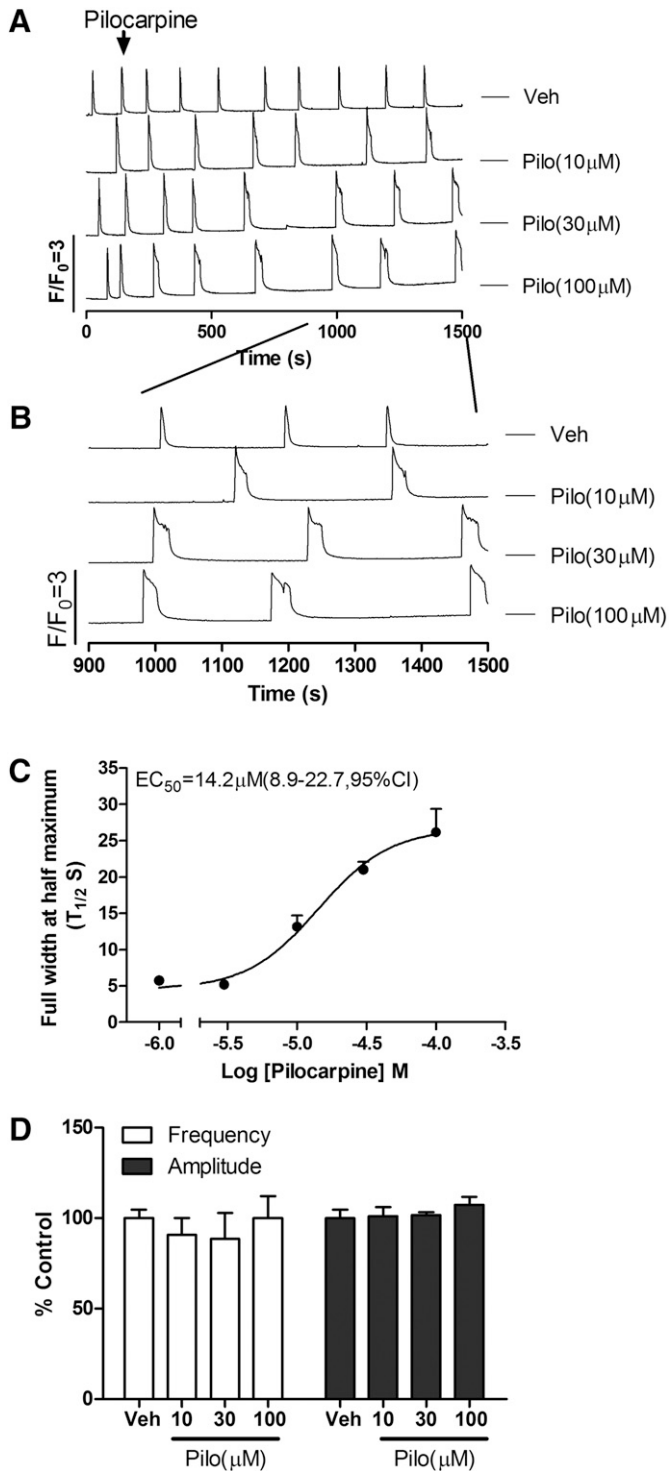 A
Pilocarpine
Veh
Pilo(10μM)
Pilo(30μM)
Pilo(100μM)
F/F0=3
0 500 1000 1500
Time (s)
B
Veh
Pilo(10μM)
Pilo(30μM)
Pilo(100μM)
F/F0=3
900 1000 1100 1200 1300 1400 1500
Time (s)
C
EC50=14.2μM(8.9-22.7,95%CI)
Full width at half maximum
(T1/2 S)
35
30
25
20
15
10
5
0
-6.0 -5.5 -5.0 -4.5 -4.0 -3.5
Log [Pilocarpine] M
D
Frequency
Amplitude
% Control
150
100
50
0
Veh 10 30 100 Veh 10 30 100
Pilo(μM) Pilo(μM)